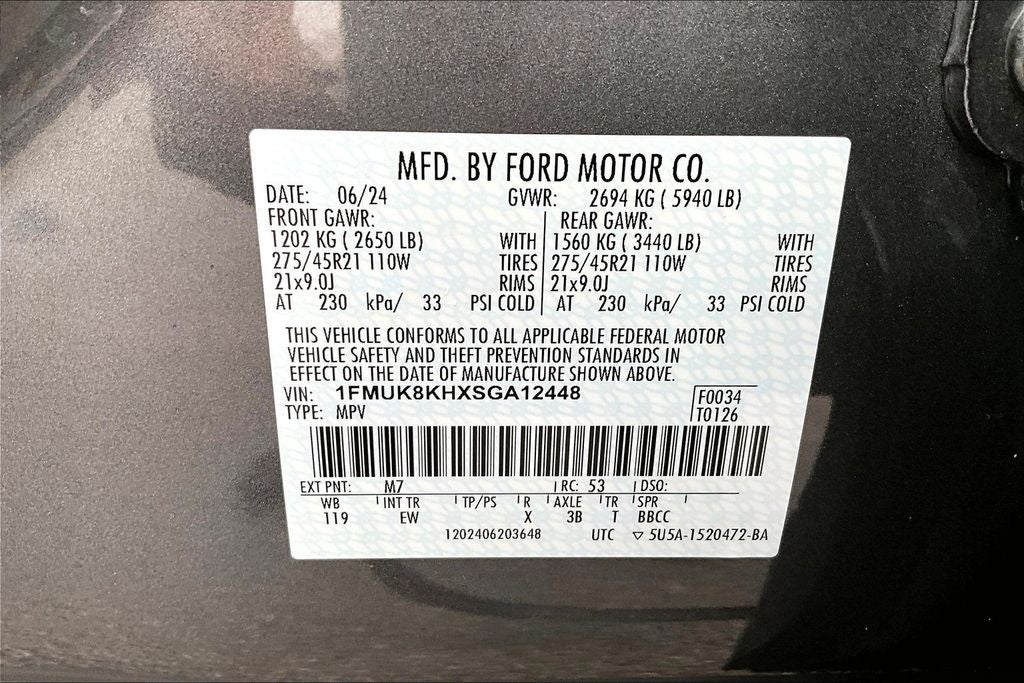 MFD. BY FORD MOTOR CO.
DATE: 06/24 GVWR: 2694 KG ( 5940 LB)
FRONT GAWR: REAR GAWR:
1202 KG ( 2650 LB) WITH 1560 KG ( 3440 LB) WITH
275/45R21 110W TIRES 275/45R21 110W TIRES
21x9.0J RIMS 21x9.0J RIMS
AT 230 kPa/ 33 PSI COLD AT 230 kPa/ 33 PSI COLD
THIS VEHICLE CONFORMS TO ALL APPLICABLE FEDERAL MOTOR
VEHICLE SAFETY AND THEFT PREVENTION STANDARDS IN
EFFECT ON THE DATE OF MANUFACTURE SHOWN ABOVE.
VIN: 1FMUK8KHXSGA12448 F0034
TYPE: MPV T0126
EXT PNT: M7 RC: 53 DSO:
WB INT TR TP/PS R AXLE TR SPR
119 EW X 3B T BBCC
1202406203648 UTC ▽ 5U5A-1520472-BA